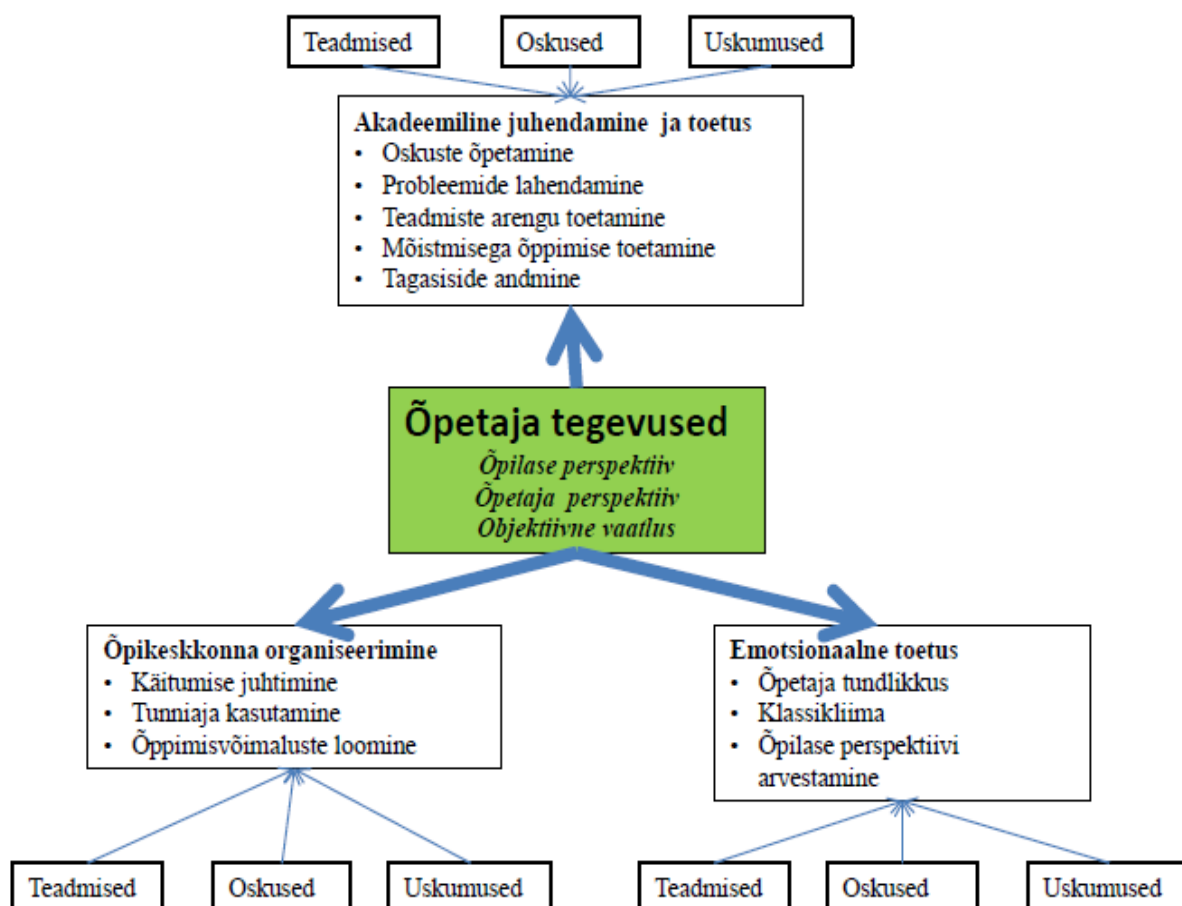 Teadmised
Oskused
Uskumused
Akadeemiline juhendamine ja toetus
• Oskuste õpetamine
• Probleemide lahendamine
• Teadmiste arengu toetamine
• Mõistmisega õppimise toetamine
• Tagasiside andmine
Õpetaja tegevused
Õpilase perspektiiv
Õpetaja perspektiiv
Objektiivne vaatlus
Õpikeskkonna organiseerimine
• Käitumise juhtimine
• Tunniaja kasutamine
• Õppimisvõimaluste loomine
Emotsionaalne toetus
• Õpetaja tundlikkus
• Klassikliima
• Õpilase perspektiivi
arvestamine
Teadmised
Oskused
Uskumused
Teadmised
Oskused
Uskumused